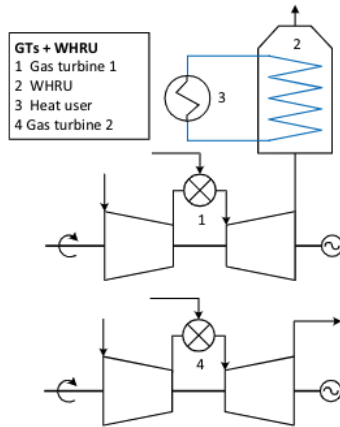 GTs + WHRU
1 Gas turbine 1
2 WHRU
3 Heat user
4 Gas turbine 2
2
3
1
4